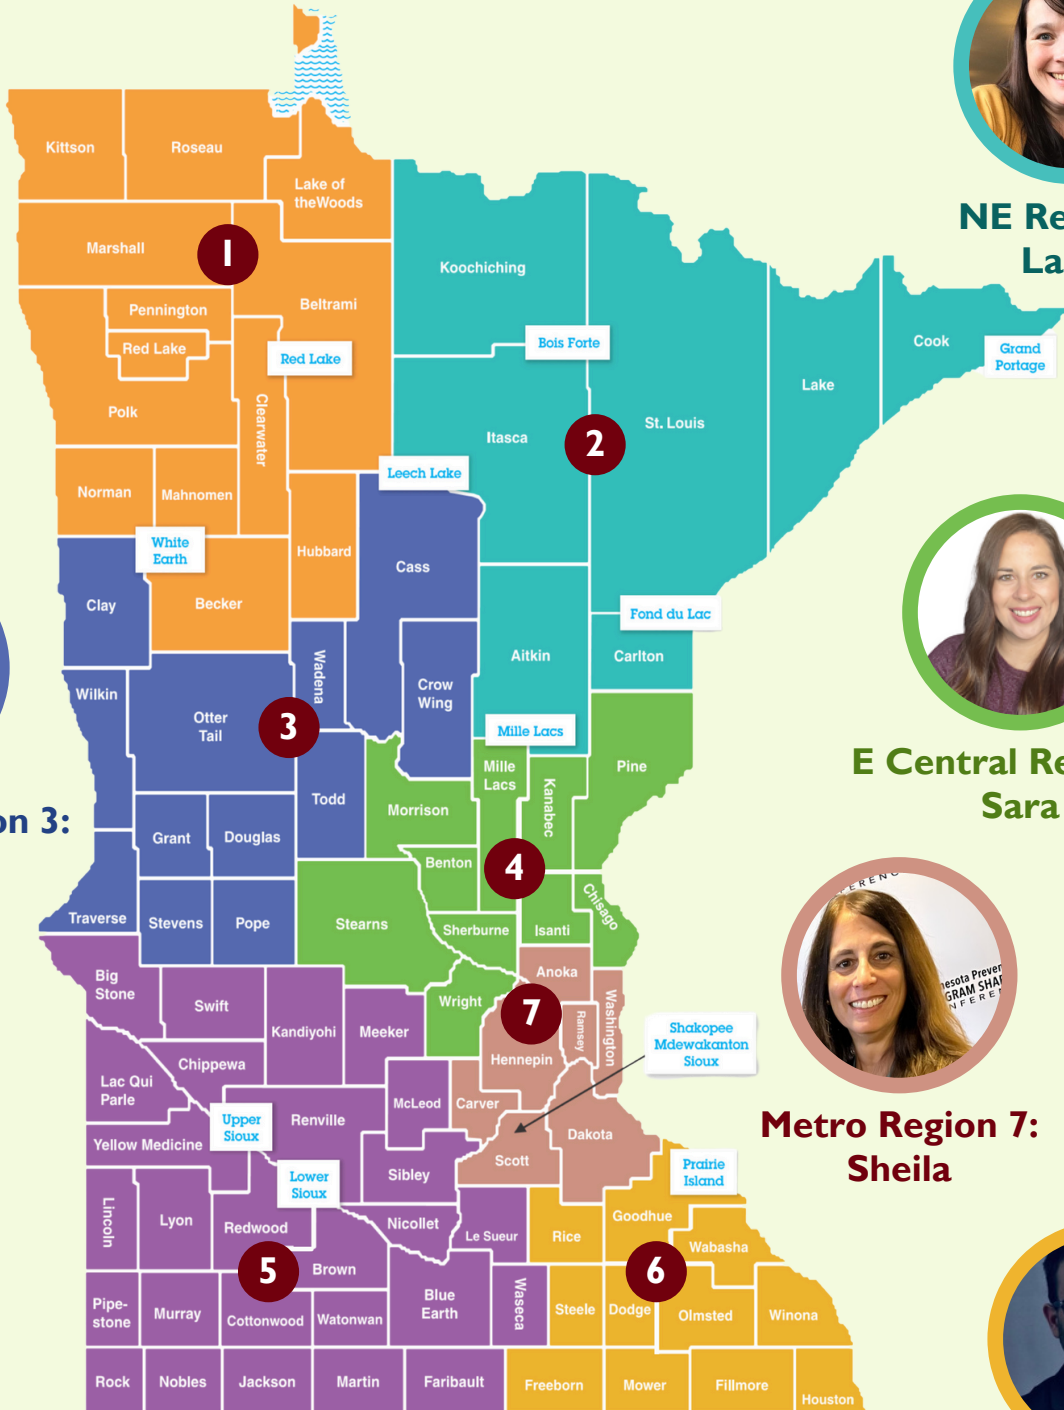 Kittson
Roseau
Lake of
theWoods
Marshall
1
Beltrami
Pennington
Red Lake
Red Lake
Polk
Clearwater
Norman
Mahnomen
White
Earth
Becker
Hubbard
Koochiching
Bois Forte
Itasca
2
St. Louis
Lake
Cook
Grand
Portage
Leech Lake
Cass
Clay
Wilkin
Otter
Tail
3
Wadena
Crow
Wing
Aitkin
Fond du Lac
Carlton
Mille Lacs
Mille
Lacs
Kanabec
Pine
Todd
Morrison
Grant
Douglas
Benton
4
Traverse
Stevens
Pope
Stearns
Sherburne
Isanti
Chisago
Big
Stone
Swift
Kandiyohi
Meeker
Wright
7
Anoka
Ramsey
Washington
Hennepin
Shakopee
Mdewakanton
Sioux
Chippewa
Lac Qui
Parle
Upper
Sioux
Renville
McLeod
Carver
Scott
Dakota
Yellow Medicine
Lower
Sioux
Sibley
Prairie
Island
Lincoln
Lyon
Redwood
Nicollet
Le Sueur
Rice
Goodhue
Wabasha
5
Brown
6
Pipe-
stone
Murray
Cottonwood
Watonwan
Blue
Earth
Waseca
Steele
Dodge
Olmsted
Winona
Rock
Nobles
Jackson
Martin
Faribault
Freeborn
Mower
Fillmore
Houston
NE Re
La
E Central Re
Sara
on 3:
ERENC
nesota Preven
GRAM SHA
NFEREN
Metro Region 7:
Sheila